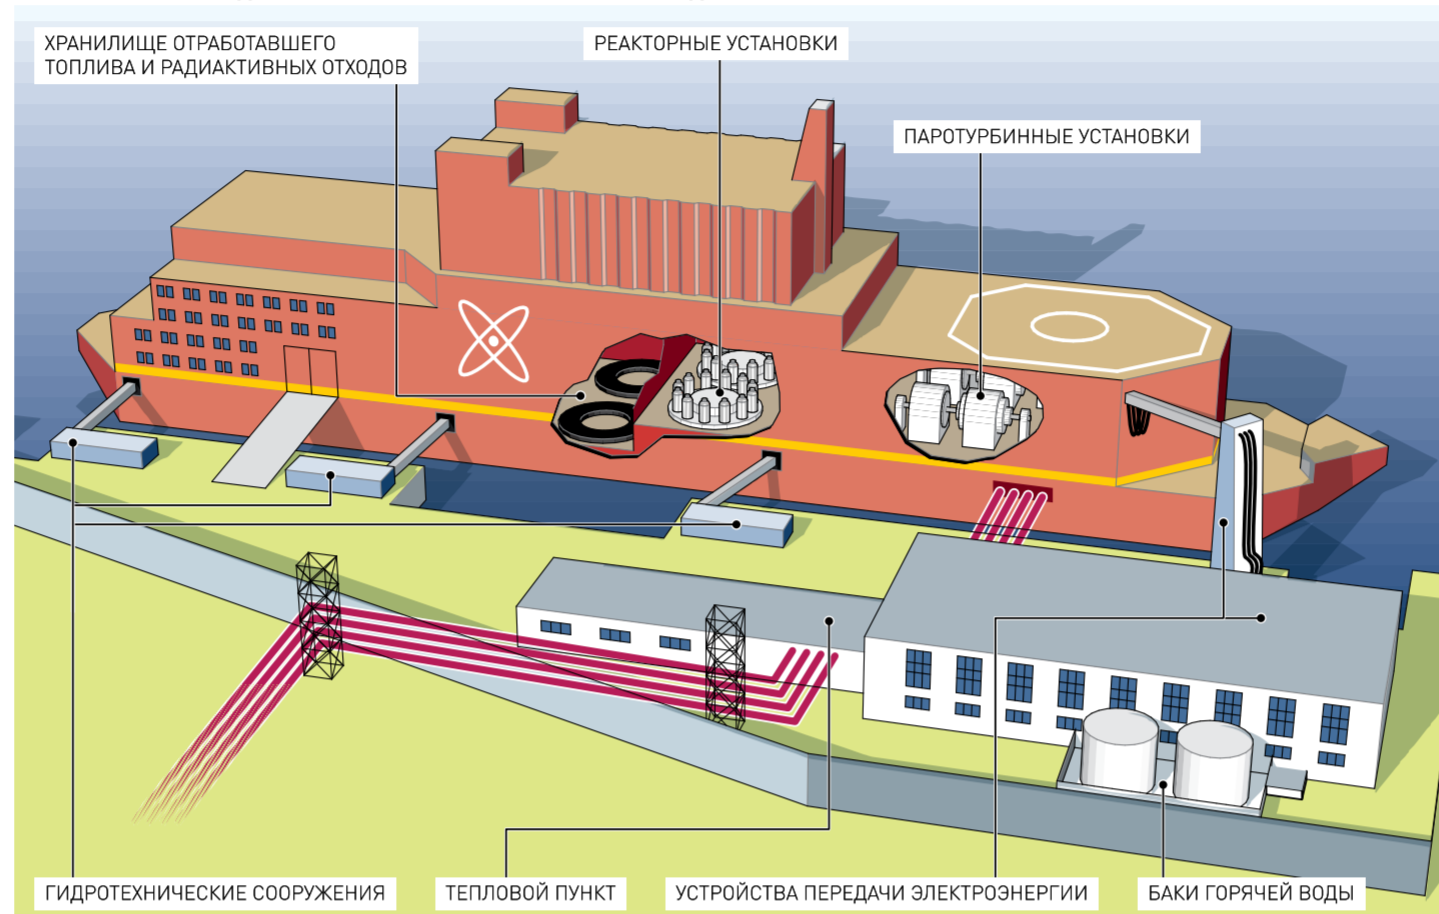 ХРАНИЛИЩЕ ОТРАБОТАВШЕГО
ТОПЛИВА И РАДИАКТИВНЫХ ОТХОДОВ
РЕАКТОРНЫЕ УСТАНОВКИ
ПАРОТУРБИННЫЕ УСТАНОВКИ
ГИДРОТЕХНИЧЕСКИЕ СООРУЖЕНИЯ
ТЕПЛОВОЙ ПУНКТ
УСТРОЙСТВА ПЕРЕДАЧИ ЭЛЕКТРОЭНЕРГИИ
БАКИ ГОРЯЧЕЙ ВОДЫ